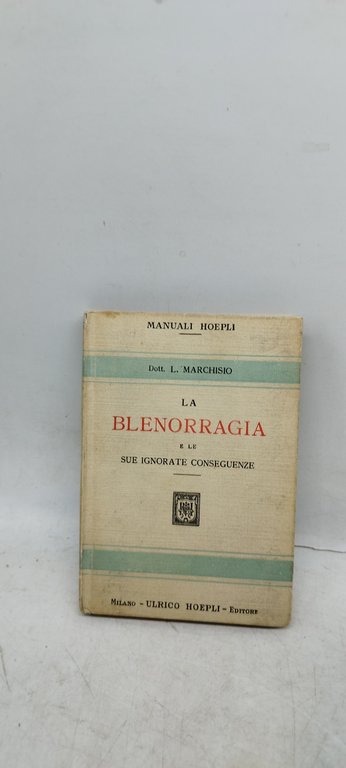 MANUALI HOEPLI
Dott. L. MARCHISIO
LA
BLENORRAGIA
E LE
SUE IGNORATE CONSEGUENZE
MILANO - ULRICO HOEPLI - EDITORE